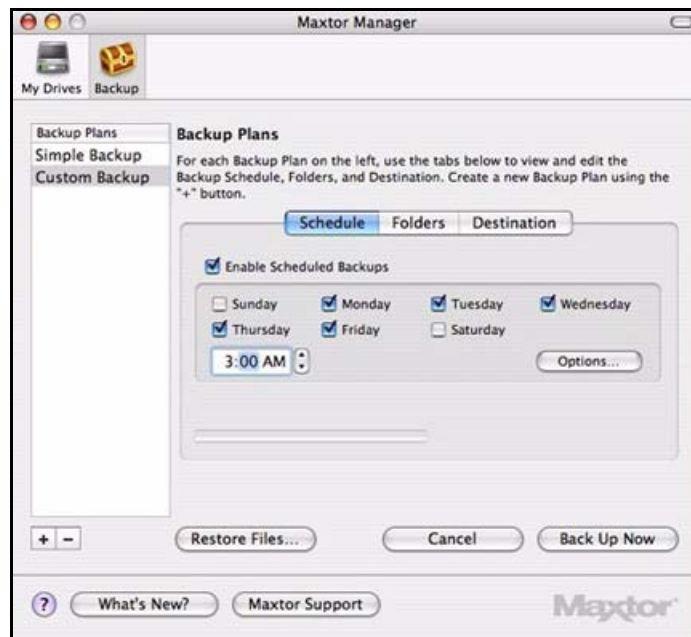 Maxtor Manager
My Drives Backup
Backup Plans
Simple Backup
Custom Backup
Backup Plans
For each Backup Plan on the left, use the tabs below to view and edit the
Backup Schedule, Folders, and Destination. Create a new Backup Plan using the
"+" button.
Schedule Folders Destination
Enable Scheduled Backups
Sunday Monday Tuesday Wednesday
Thursday Friday Saturday
3:00 AM Options...
+ - Restore Files... Cancel Back Up Now
? What's New? Maxtor Support Maxtor